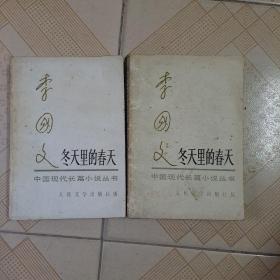 李国文
冬天里的春天
中国现代长篇小说丛书
人民文学出版社版
李国文
冬天里的春天
中国现代长篇小说丛书
人民文学出版社版